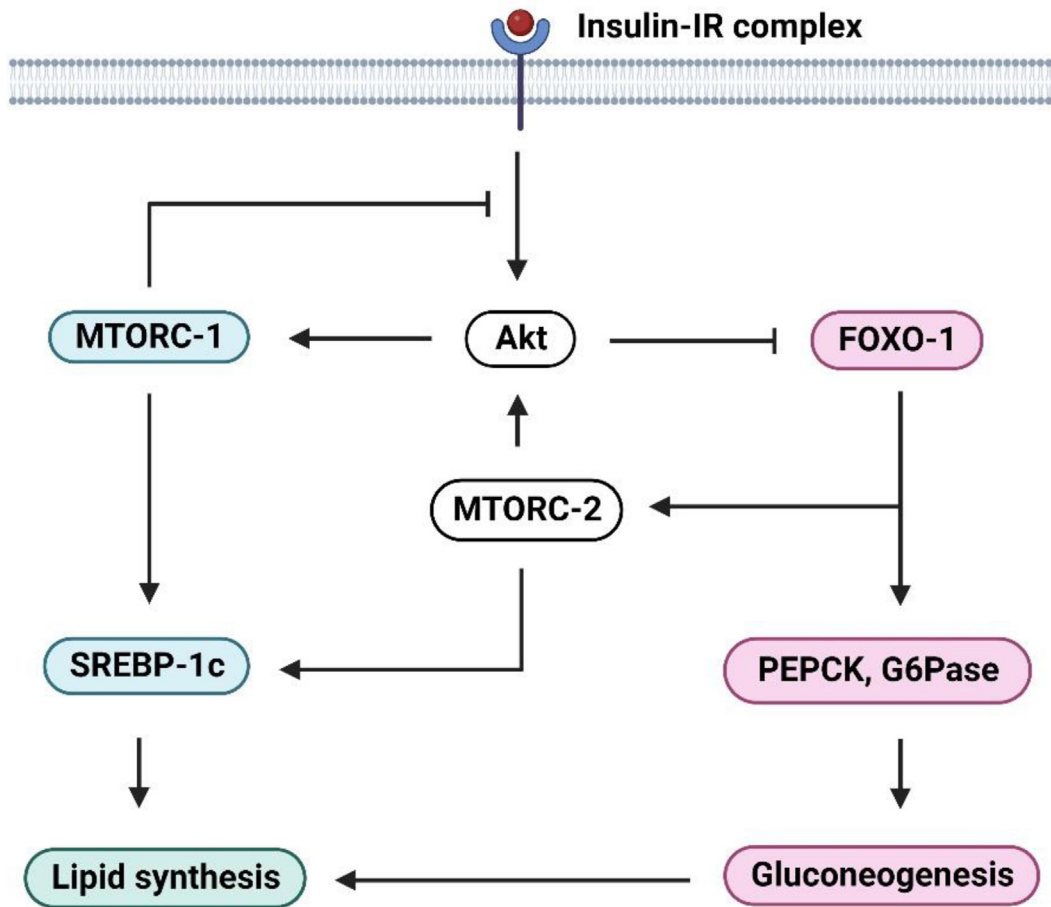 Insulin-IR complex
MTORC-1
Akt
FOXO-1
MTORC-2
SREBP-1c
PEPCK, G6Pase
Lipid synthesis
Gluconeogenesis